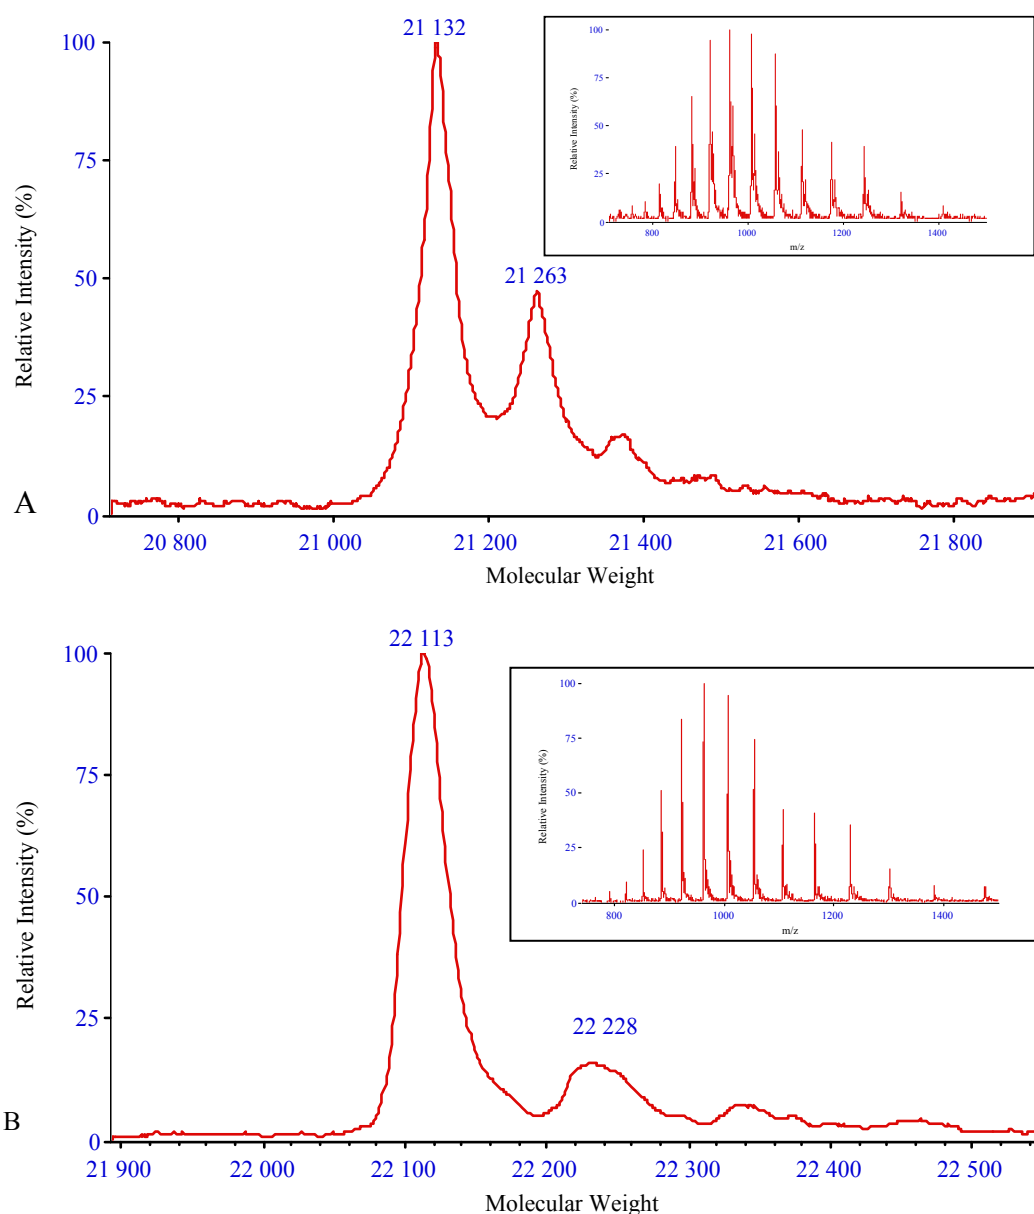 A
21 132
21 263
100
75
50
25
0
Relative Intensity (%)
20 800 21 000 21 200 21 400 21 600 21 800
Molecular Weight
100
75
50
25
0
Relative Intensity (%)
800 1000 1200 1400
m/z
B
22 113
22 228
100
75
50
25
0
Relative Intensity (%)
21 900 22 000 22 100 22 200 22 300 22 400 22 500
Molecular Weight
100
75
50
25
0
Relative Intensity (%)
800 1000 1200 1400
m/z